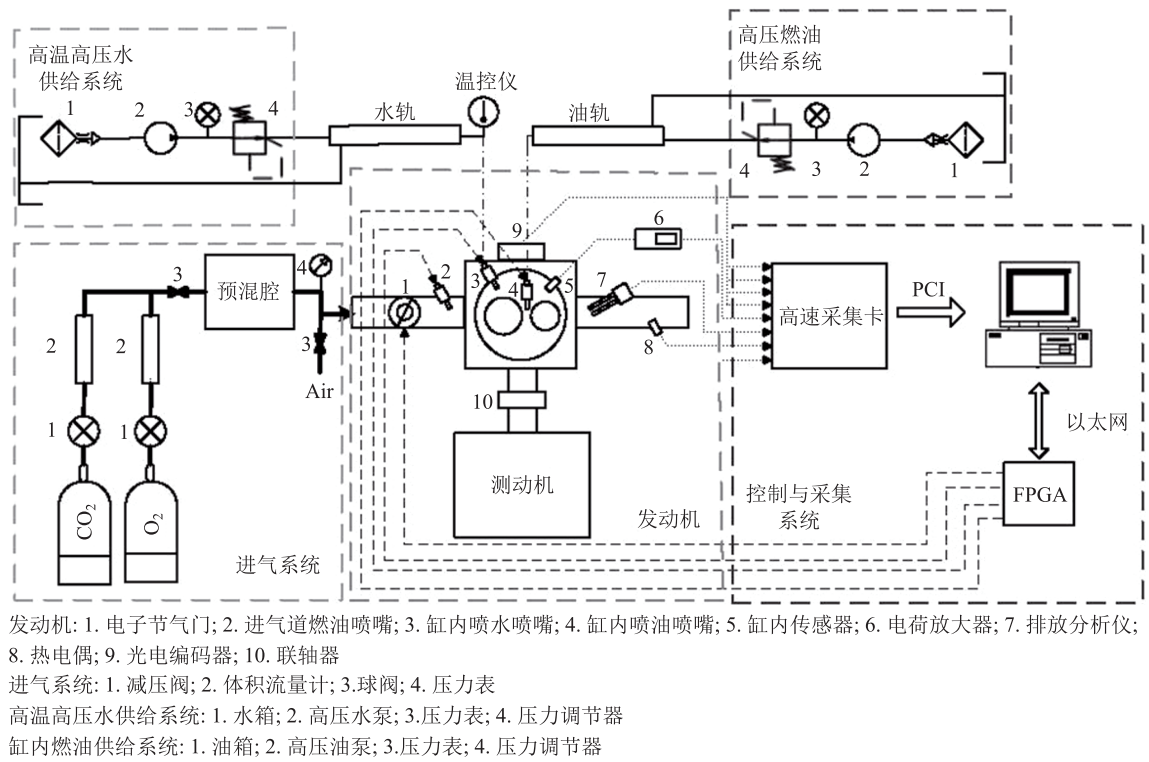 高温高压水
供给系统
1
2
3
4
水轨
温控仪
油轨
高压燃油
供给系统
4
3
2
1
9
6
3
预混腔
4
3
Air
2
2
1
1
CO₂
O₂
进气系统
1
2
3
4
5
7
8
10
测动机
发动机
高速采集卡
PCI
以太网
FPGA
控制与采集
系统
发动机: 1. 电子节气门; 2. 进气道燃油喷嘴; 3. 缸内喷水喷嘴; 4. 缸内喷油喷嘴; 5. 缸内传感器; 6. 电荷放大器; 7. 排放分析仪;
8. 热电偶; 9. 光电编码器; 10. 联轴器
进气系统: 1. 减压阀; 2. 体积流量计; 3.球阀; 4. 压力表
高温高压水供给系统: 1. 水箱; 2. 高压水泵; 3.压力表; 4. 压力调节器
缸内燃油供给系统: 1. 油箱; 2. 高压油泵; 3.压力表; 4. 压力调节器